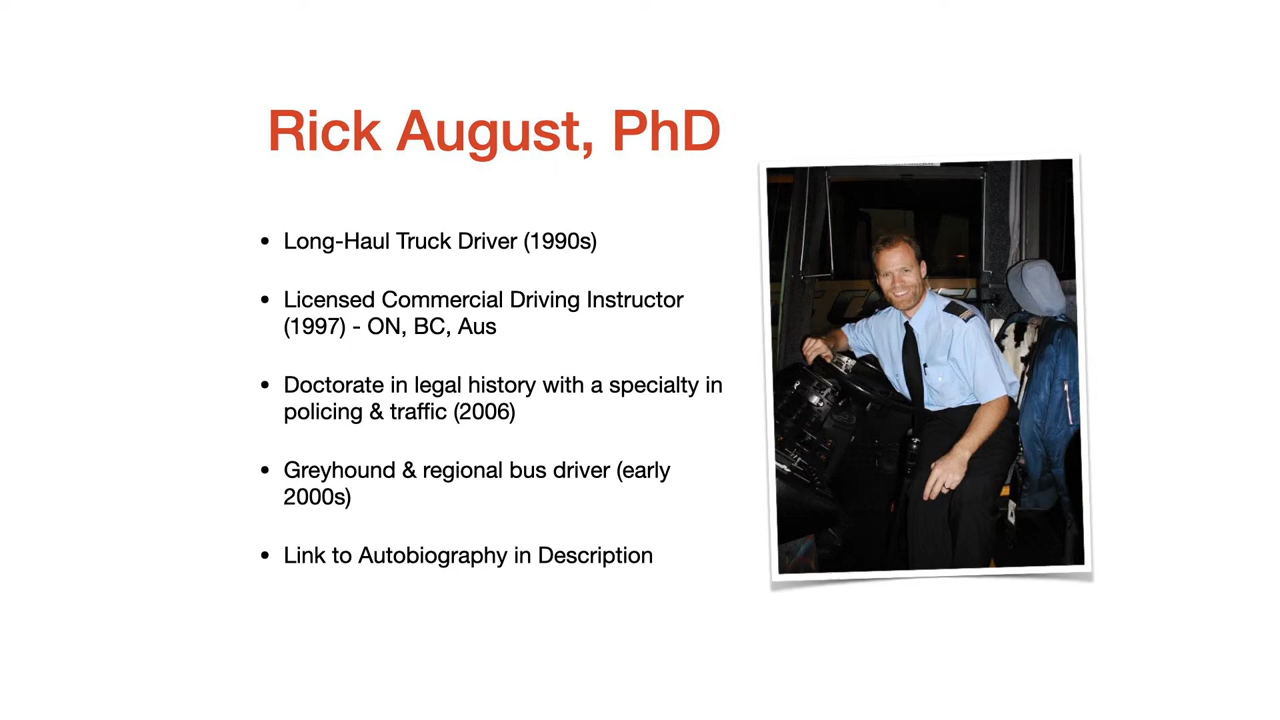 Rick August, PhD
• Long-Haul Truck Driver (1990s)
• Licensed Commercial Driving Instructor
(1997) - ON, BC, Aus
• Doctorate in legal history with a specialty in
policing & traffic (2006)
• Greyhound & regional bus driver (early
2000s)
• Link to Autobiography in Description